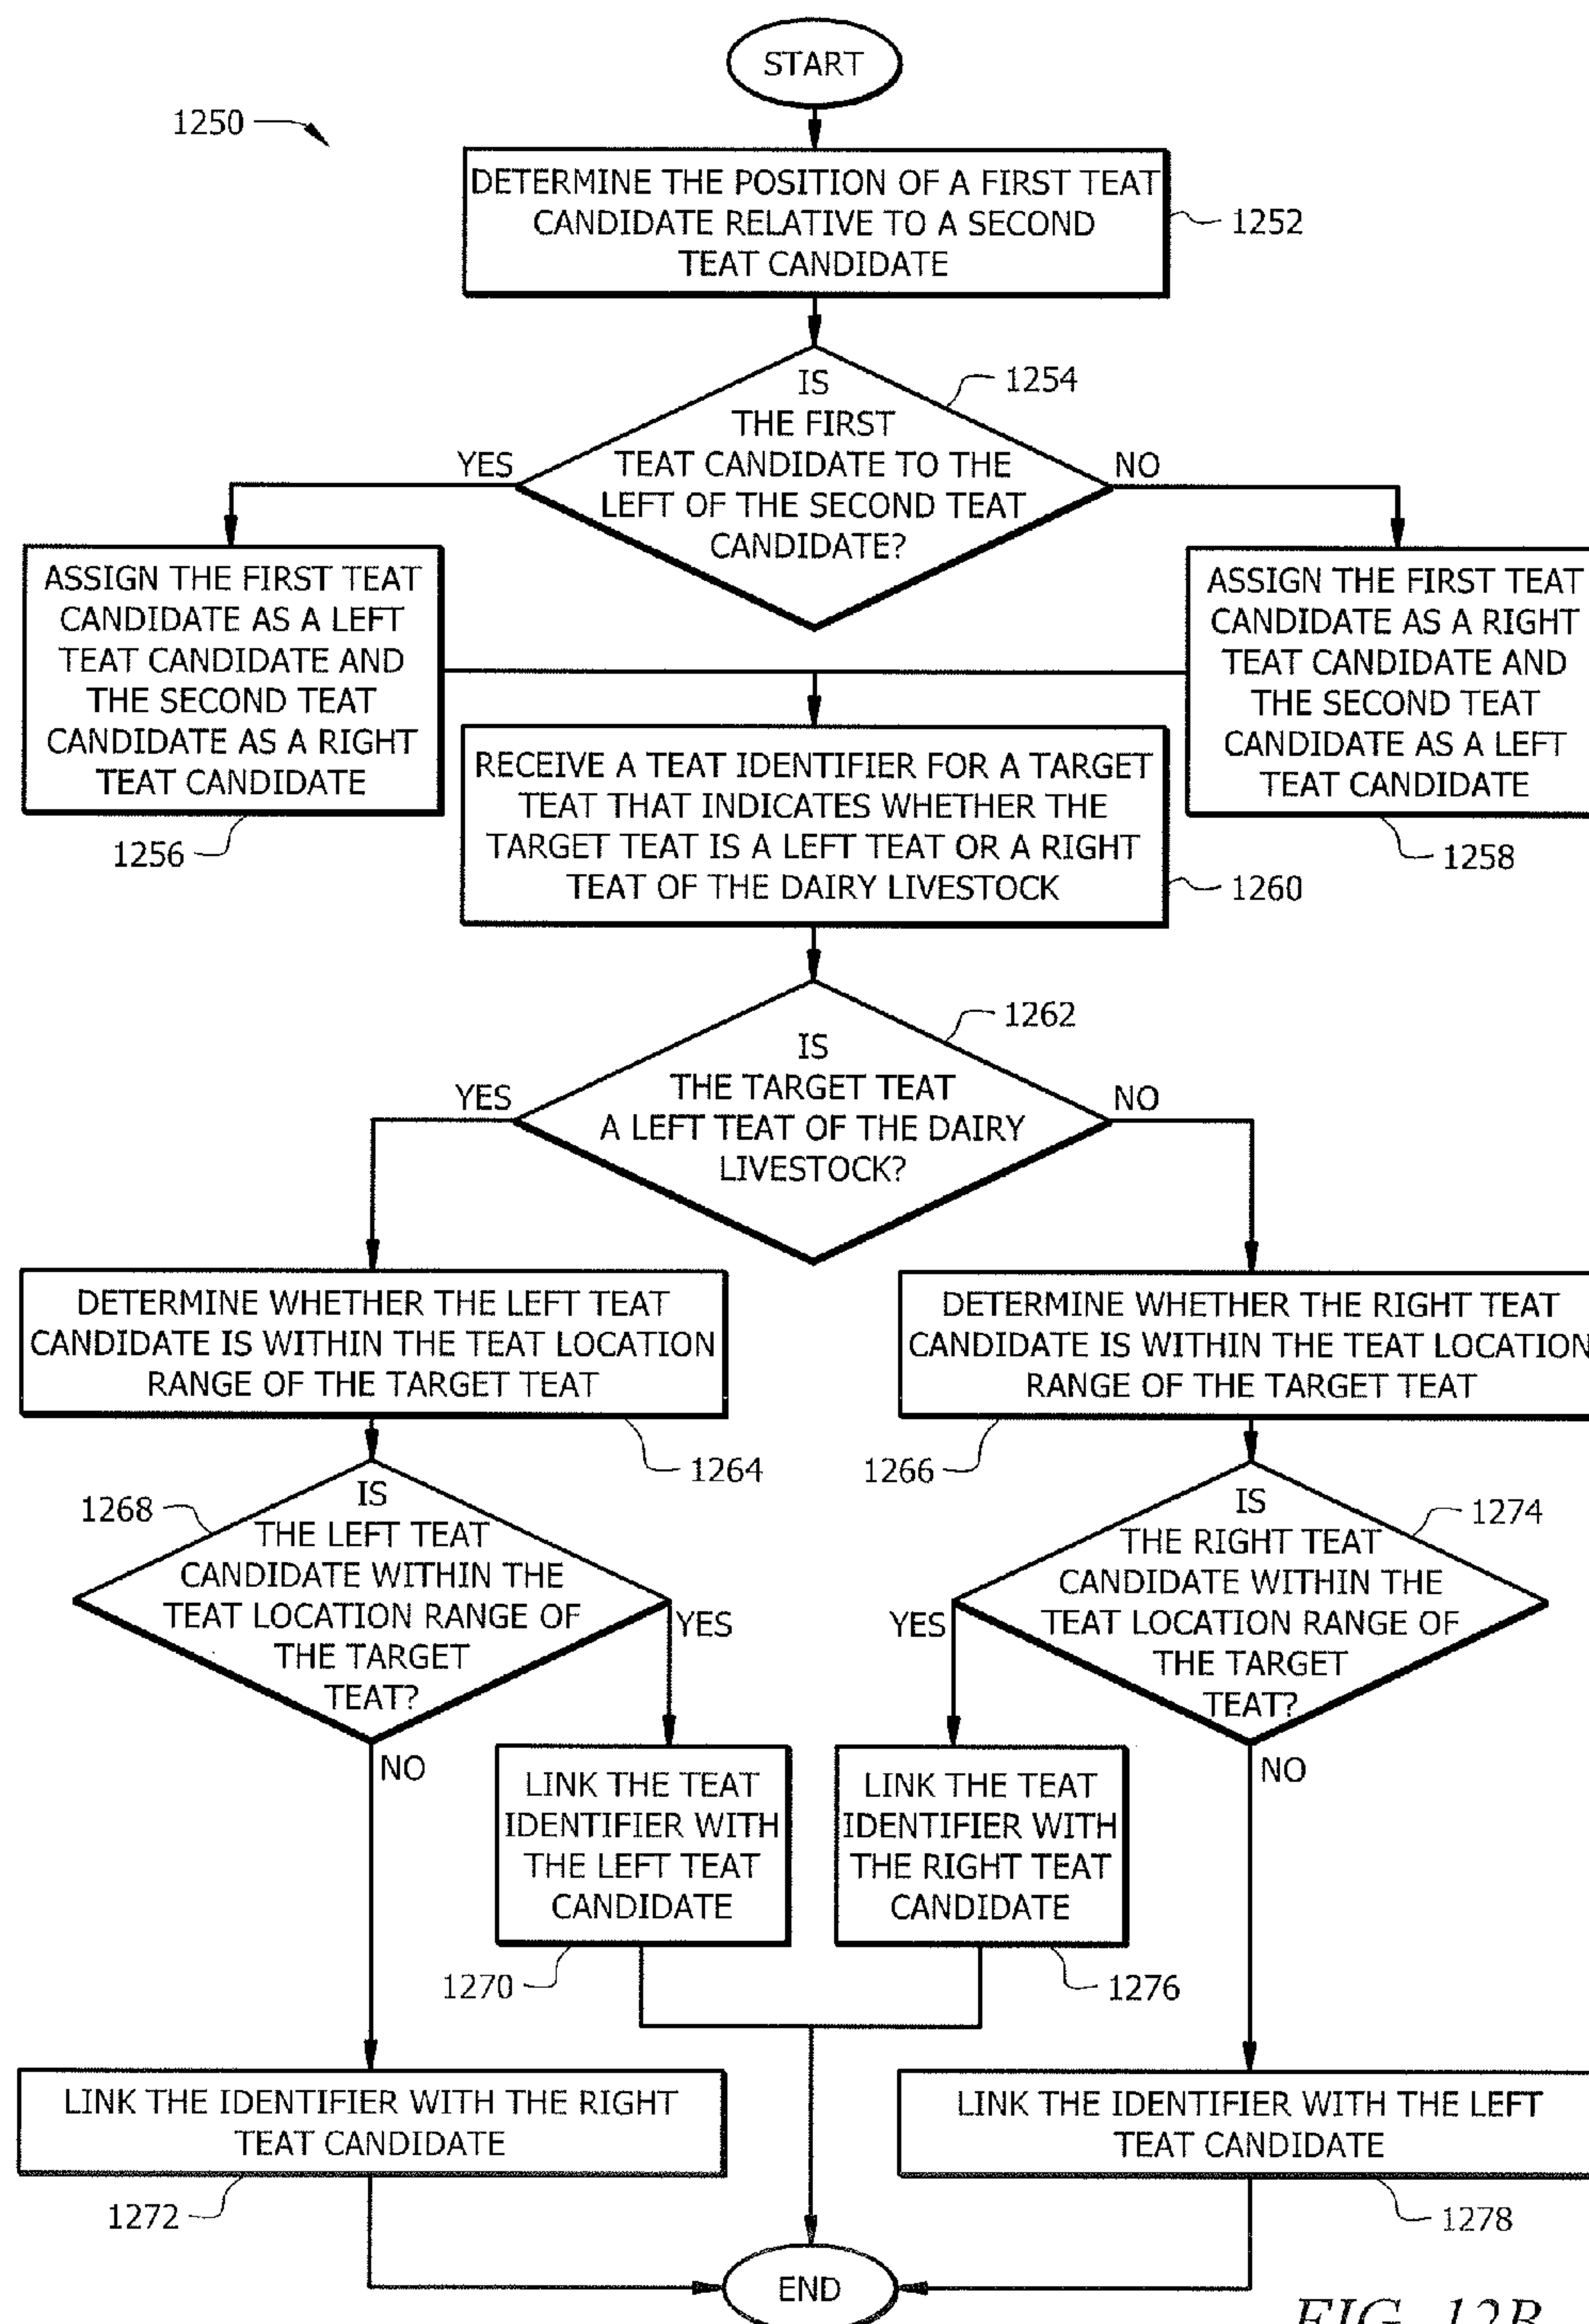 START
1250
DETERMINE THE POSITION OF A FIRST TEAT
CANDIDATE RELATIVE TO A SECOND
TEAT CANDIDATE
1252
IS
THE FIRST
TEAT CANDIDATE TO THE
LEFT OF THE SECOND TEAT
CANDIDATE?
1254
YES
NO
ASSIGN THE FIRST TEAT
CANDIDATE AS A LEFT
TEAT CANDIDATE AND
THE SECOND TEAT
CANDIDATE AS A RIGHT
TEAT CANDIDATE
1256
ASSIGN THE FIRST TEAT
CANDIDATE AS A RIGHT
TEAT CANDIDATE AND
THE SECOND TEAT
CANDIDATE AS A LEFT
TEAT CANDIDATE
1258
RECEIVE A TEAT IDENTIFIER FOR A TARGET
TEAT THAT INDICATES WHETHER THE
TARGET TEAT IS A LEFT TEAT OR A RIGHT
TEAT OF THE DAIRY LIVESTOCK
1260
IS
THE TARGET TEAT
A LEFT TEAT OF THE DAIRY
LIVESTOCK?
1262
YES
NO
DETERMINE WHETHER THE LEFT TEAT
CANDIDATE IS WITHIN THE TEAT LOCATION
RANGE OF THE TARGET TEAT
1264
DETERMINE WHETHER THE RIGHT TEAT
CANDIDATE IS WITHIN THE TEAT LOCATION
RANGE OF THE TARGET TEAT
1266
1268
IS
THE LEFT TEAT
CANDIDATE WITHIN THE
TEAT LOCATION RANGE OF
THE TARGET
TEAT?
YES
NO
IS
THE RIGHT TEAT
CANDIDATE WITHIN THE
TEAT LOCATION RANGE OF
THE TARGET
TEAT?
1274
YES
NO
LINK THE TEAT
IDENTIFIER WITH
THE LEFT TEAT
CANDIDATE
1270
LINK THE TEAT
IDENTIFIER WITH
THE RIGHT TEAT
CANDIDATE
1276
LINK THE IDENTIFIER WITH THE RIGHT
TEAT CANDIDATE
1272
LINK THE IDENTIFIER WITH THE LEFT
TEAT CANDIDATE
1278
END
FIG. 12B